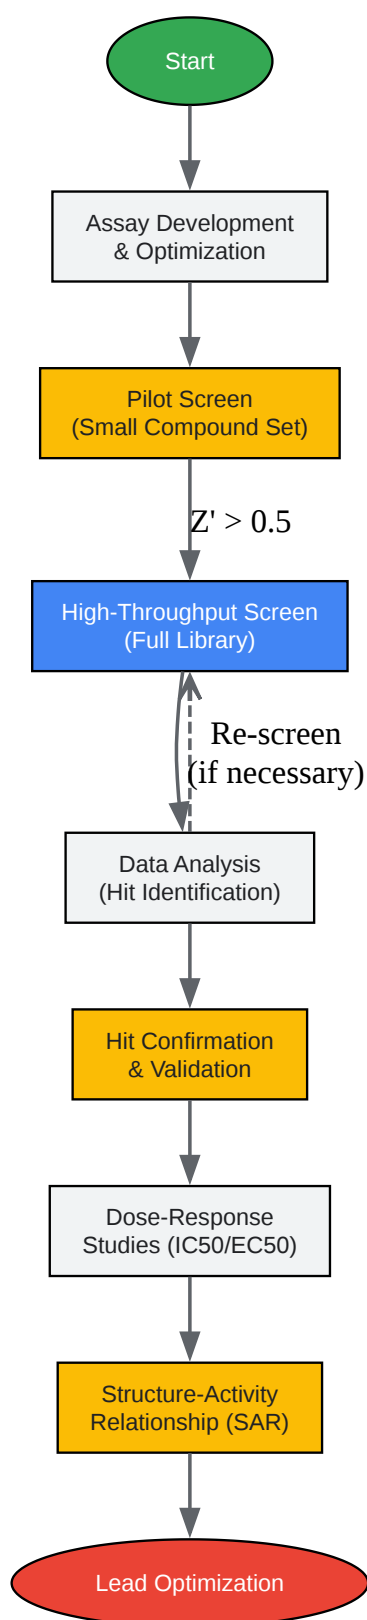 Start
Assay Development
& Optimization
Pilot Screen
(Small Compound Set)
Z' > 0.5
High-Throughput Screen
(Full Library)
Re-screen
(if necessary)
Data Analysis
(Hit Identification)
Hit Confirmation
& Validation
Dose-Response
Studies (IC50/EC50)
Structure-Activity
Relationship (SAR)
Lead Optimization